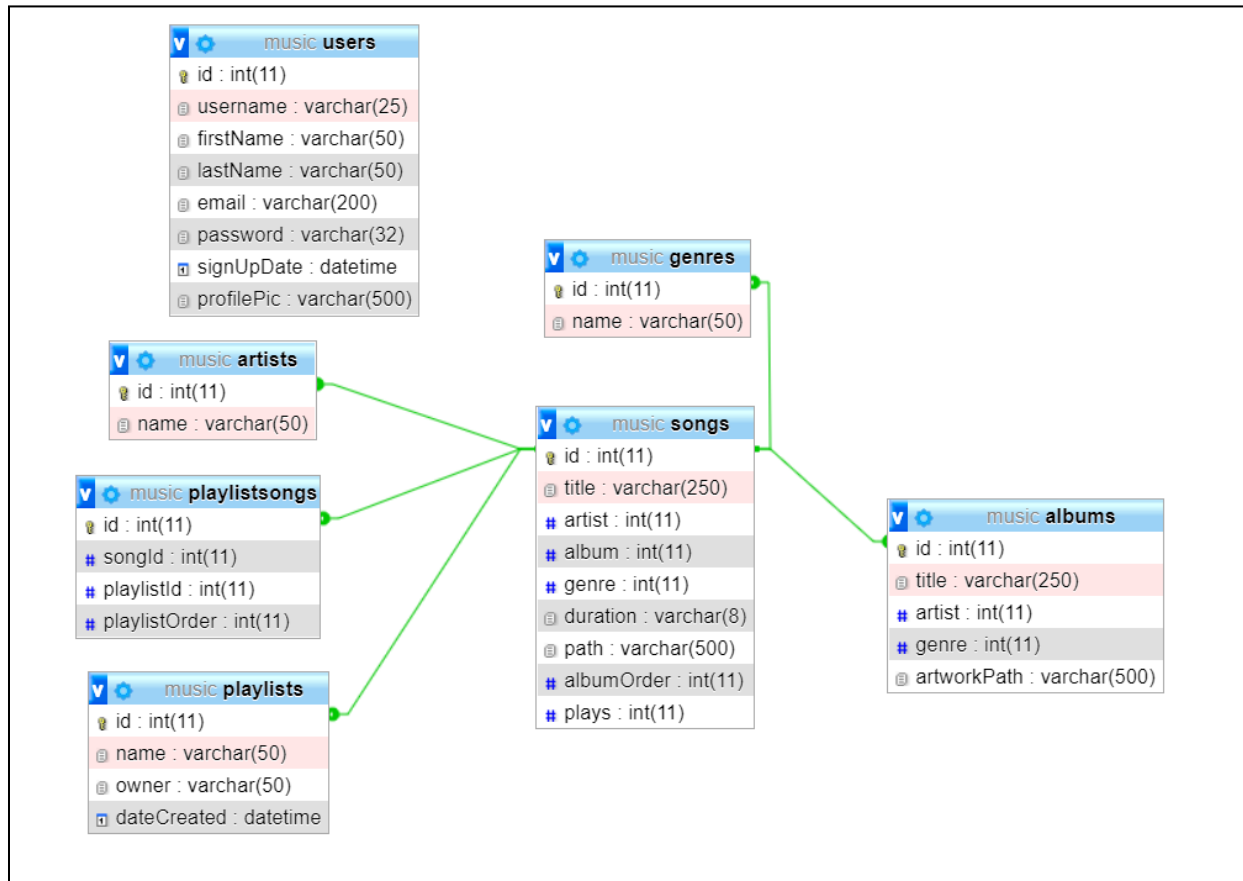 music users
id : int(11)
username : varchar(25)
firstName : varchar(50)
lastName : varchar(50)
email : varchar(200)
password : varchar(32)
signUpDate : datetime
profilePic : varchar(500)
music genres
id : int(11)
name : varchar(50)
music artists
id : int(11)
name : varchar(50)
music songs
id : int(11)
title : varchar(250)
artist : int(11)
album : int(11)
genre : int(11)
duration : varchar(8)
path : varchar(500)
albumOrder : int(11)
plays : int(11)
music playlistsongs
id : int(11)
songId : int(11)
playlistId : int(11)
playlistOrder : int(11)
music albums
id : int(11)
title : varchar(250)
artist : int(11)
genre : int(11)
artworkPath : varchar(500)
music playlists
id : int(11)
name : varchar(50)
owner : varchar(50)
dateCreated : datetime